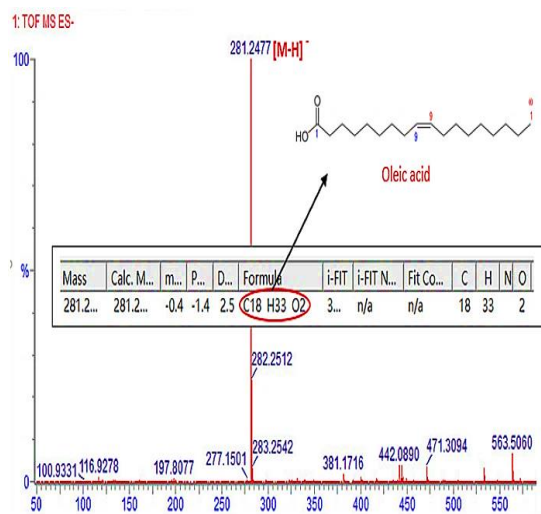 1: TOF MS ES-
100
281.2477 [M-H]-
O
HO
1
9
9
ω
1
Oleic acid
%
Mass Calc. M... m... P... D... Formula i-FIT i-FIT N... Fit Co... C H N O
281.2... 281.2... -0.4 -1.4 2.5 C18 H33 O2 3... n/a n/a 18 33 2
282.2512
283.2542
277.1501
100.9331 116.9278 197.8077 381.1716 442.0890 471.3094 563.5060
0
50 100 150 200 250 300 350 400 450 500 550